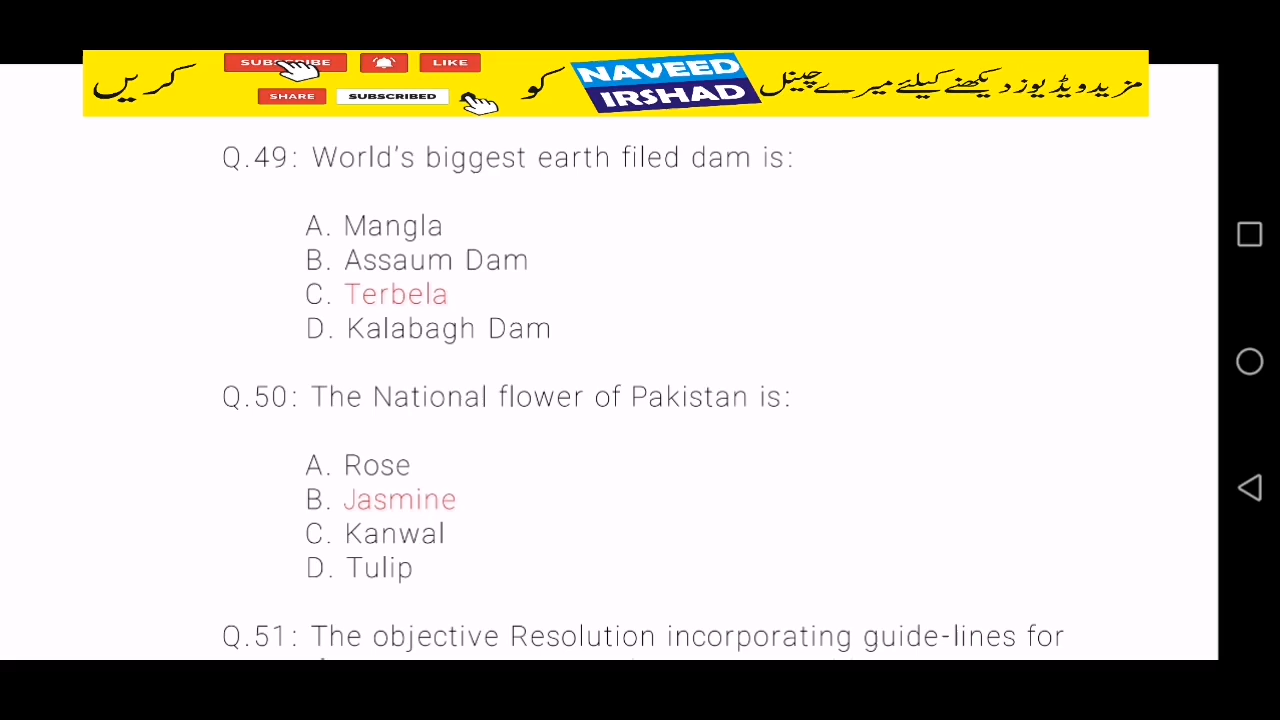 SUBSCRIBE
LIKE
SHARE
SUBSCRIBED
مزید ویڈیوز دیکھنے کیلئے میرے چینل
NAVEED
IRSHAD
کو
کریں
Q.49: World's biggest earth filed dam is:
A. Mangla
B. Assaum Dam
C. Terbela
D. Kalabagh Dam
Q.50: The National flower of Pakistan is:
A. Rose
B. Jasmine
C. Kanwal
D. Tulip
Q.51: The objective Resolution incorporating guide-lines for